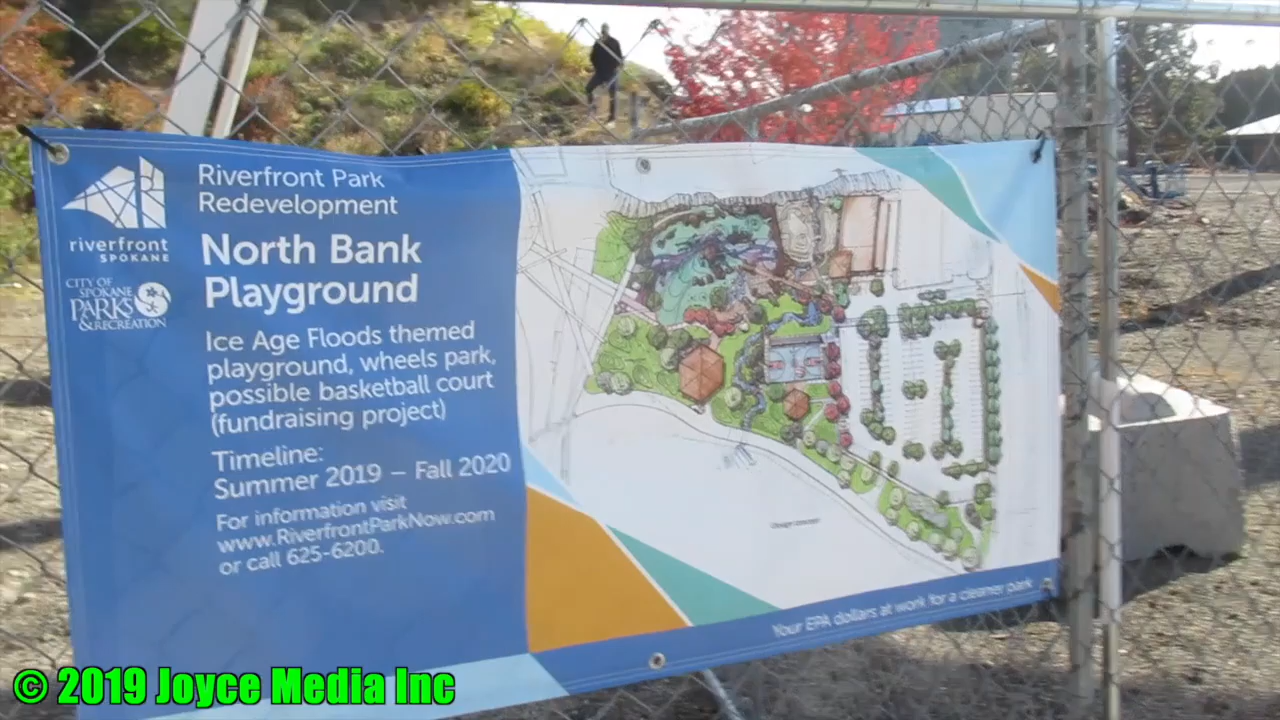 riverfront
SPOKANE
CITY OF
SPOKANE
PARKS
&RECREATION
Riverfront Park
Redevelopment
North Bank
Playground
Ice Age Floods themed
playground, wheels park,
possible basketball court
(fundraising project)
Timeline:
Summer 2019 – Fall 2020
For information visit
www.RiverfrontParkNow.com
or call 625-6200.
Design concept
Your EPA dollars at work for a cleaner park
© 2019 Joyce Media Inc